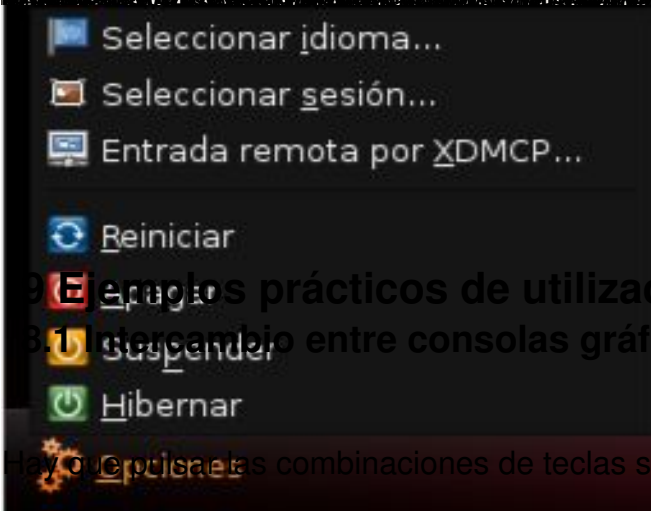 Seleccionar idioma...
Seleccionar sesión...
Entrada remota por XDMCP...
Reiniciar
9 Ejemplos prácticos de utiliza
Apagar
.1 Intercambio entre consolas gráf
Suspender
Hibernar
Hay que pulsar las combinaciones de teclas s
Opciones